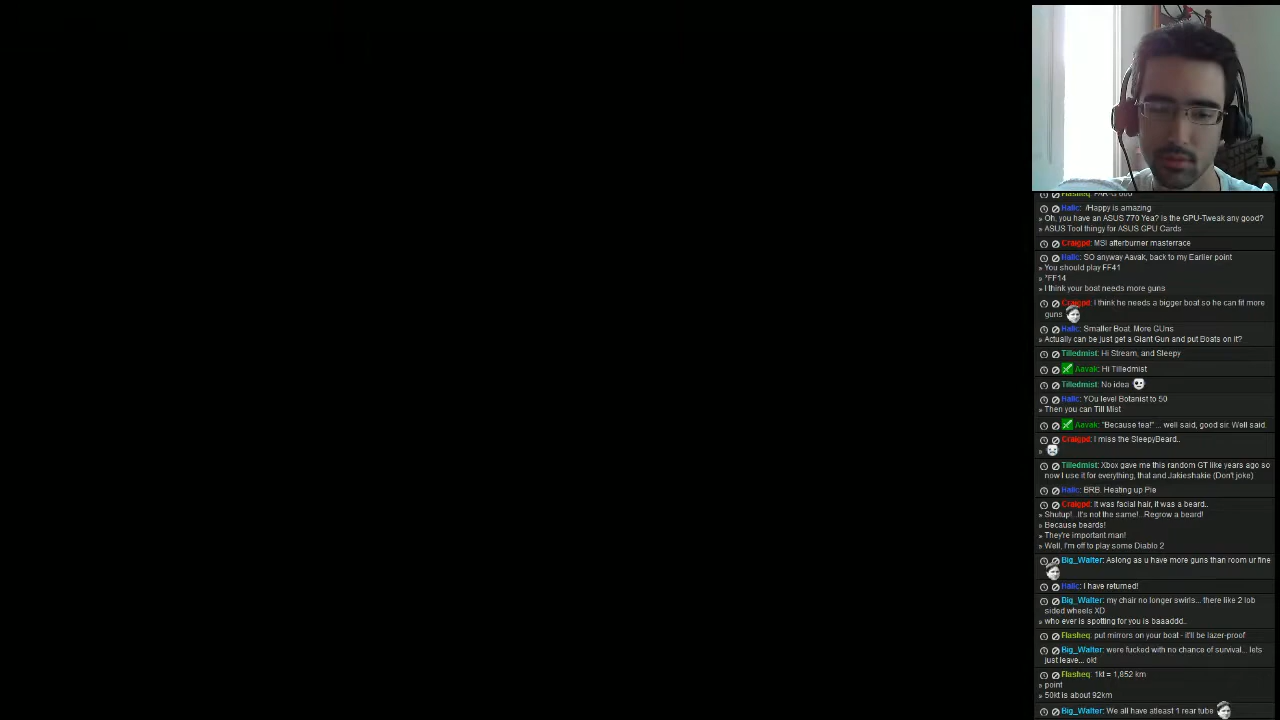 Flasheq: FAR-G 600
Halic: /Happy is amazing
» Oh, you have an ASUS 770 Yea? Is the GPU-Tweak any good?
» ASUS Tool thingy for ASUS GPU Cards
Craigpd: MSI afterburner masterrace
Halic: SO anyway Aavak, back to my Earlier point
» You should play FF41
» *FF14
» I think your boat needs more guns
Craigpd: I think he needs a bigger boat so he can fit more
guns
Halic: Smaller Boat. More GUns
» Actually can be just get a Giant Gun and put Boats on it?
Tilledmist: Hi Stream, and Sleepy
Aavak: Hi Tilledmist
Tilledmist: No idea
Halic: YOu level Botanist to 50
» Then you can Till Mist
Aavak: "Because tea!" ... well said, good sir. Well said.
Craigpd: I miss the SleepyBeard..
»
Tilledmist: Xbox gave me this random GT like years ago so
now I use it for everything, that and Jakieshakie (Don't joke)
Halic: BRB. Heating up Pie
Craigpd: It was facial hair, it was a beard..
» Shutup!...It's not the same!...Regrow a beard!
» Because beards!
» They're important man!
» Well, I'm off to play some Diablo 2
Big_Walter: Aslong as u have more guns than room ur fine
Halic: I have returned!
Big_Walter: my chair no longer swirls... there like 2 lob
sided wheels XD
» who ever is spotting for you is baaaddd..
Flasheq: put mirrors on your boat - it'll be lazer-proof
Big_Walter: were fucked with no chance of survival... lets
just leave... ok!
Flasheq: 1kt = 1,852 km
» point
» 50kt is about 92km
Big_Walter: We all have atleast 1 rear tube